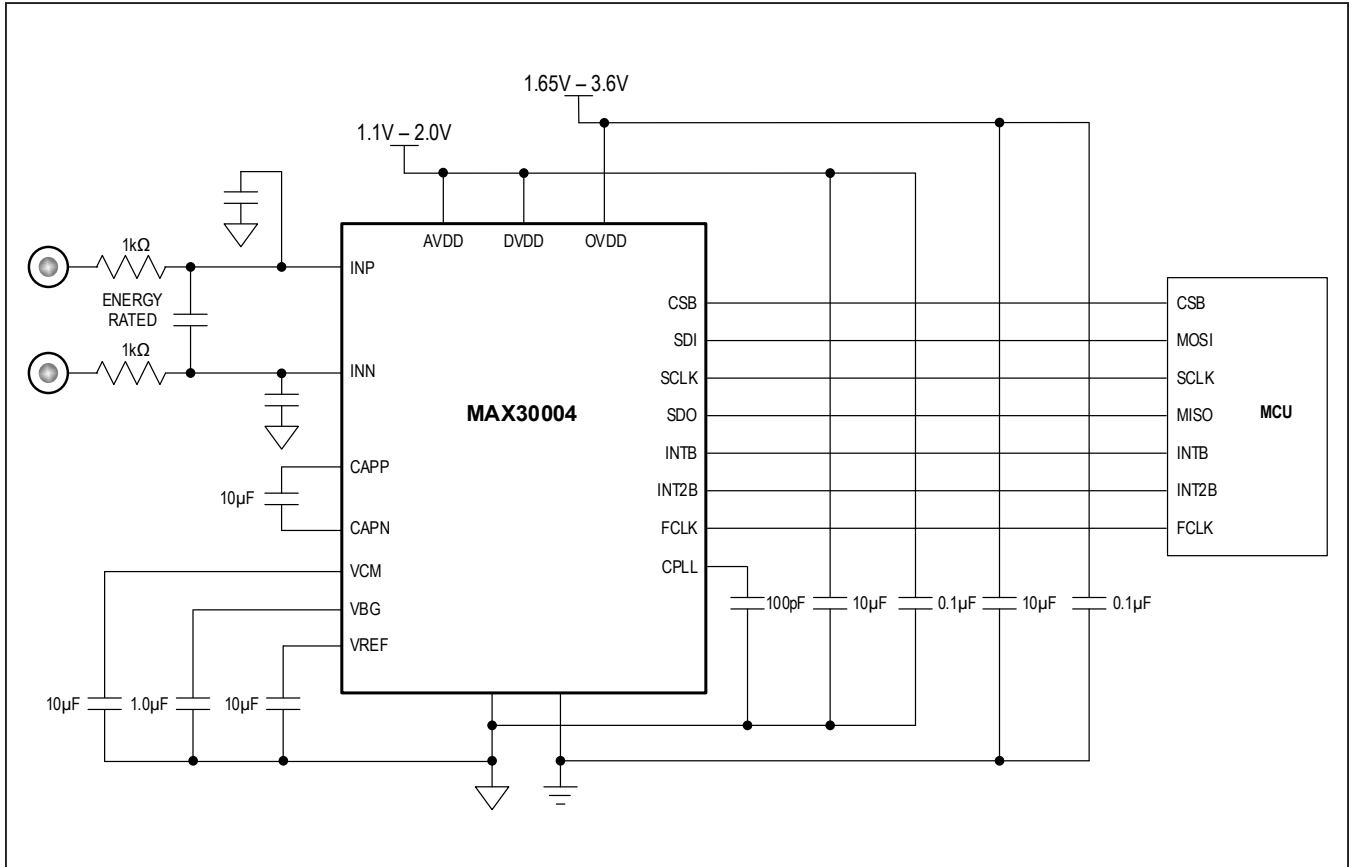 1.65V – 3.6V
1.1V – 2.0V
AVDD
DVDD
OVDD
1kΩ
INP
ENERGY
RATED
1kΩ
INN
MAX30004
CAPP
10µF
CAPN
VCM
VBG
VREF
10µF
1.0µF
10µF
CSB
SDI
SCLK
SDO
INTB
INT2B
FCLK
CPLL
100pF
10µF
0.1µF
10µF
0.1µF
CSB
MOSI
SCLK
MISO
INTB
INT2B
FCLK
MCU